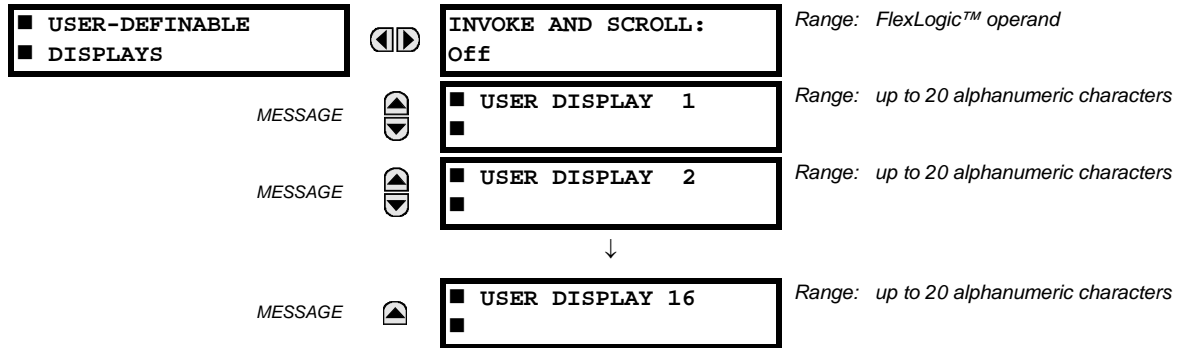 ■ USER-DEFINABLE
■ DISPLAYS
INVOKE AND SCROLL:
Off
Range: FlexLogic™ operand
MESSAGE
■ USER DISPLAY 1
■
Range: up to 20 alphanumeric characters
MESSAGE
■ USER DISPLAY 2
■
Range: up to 20 alphanumeric characters
↓
MESSAGE
■ USER DISPLAY 16
■
Range: up to 20 alphanumeric characters